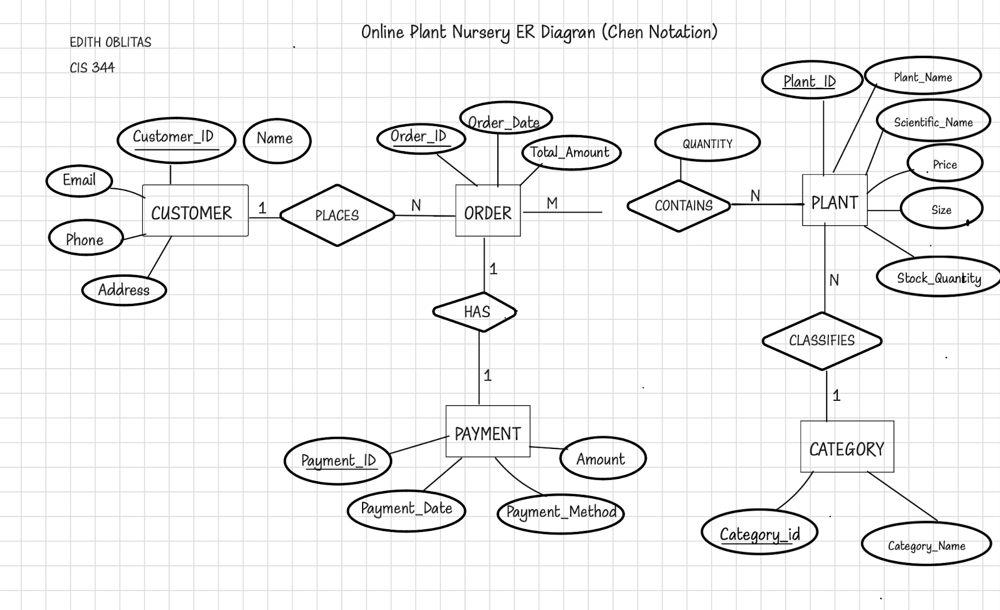 Online Plant Nursery ER Diagran (Chen Notation)
EDITH OBLITAS
CIS 344
Customer_ID
Name
Email
Phone
Address
CUSTOMER
1
PLACES
N
Order_ID
Order_Date
Total_Amount
ORDER
M
QUANTITY
CONTAINS
N
Plant_ID
Plant_Name
Scientific_Name
Price
Size
Stock_Quantity
PLANT
1
HAS
1
N
CLASSIFIES
1
PAYMENT
Payment_ID
Payment_Date
Payment_Method
Amount
CATEGORY
Category_id
Category_Name